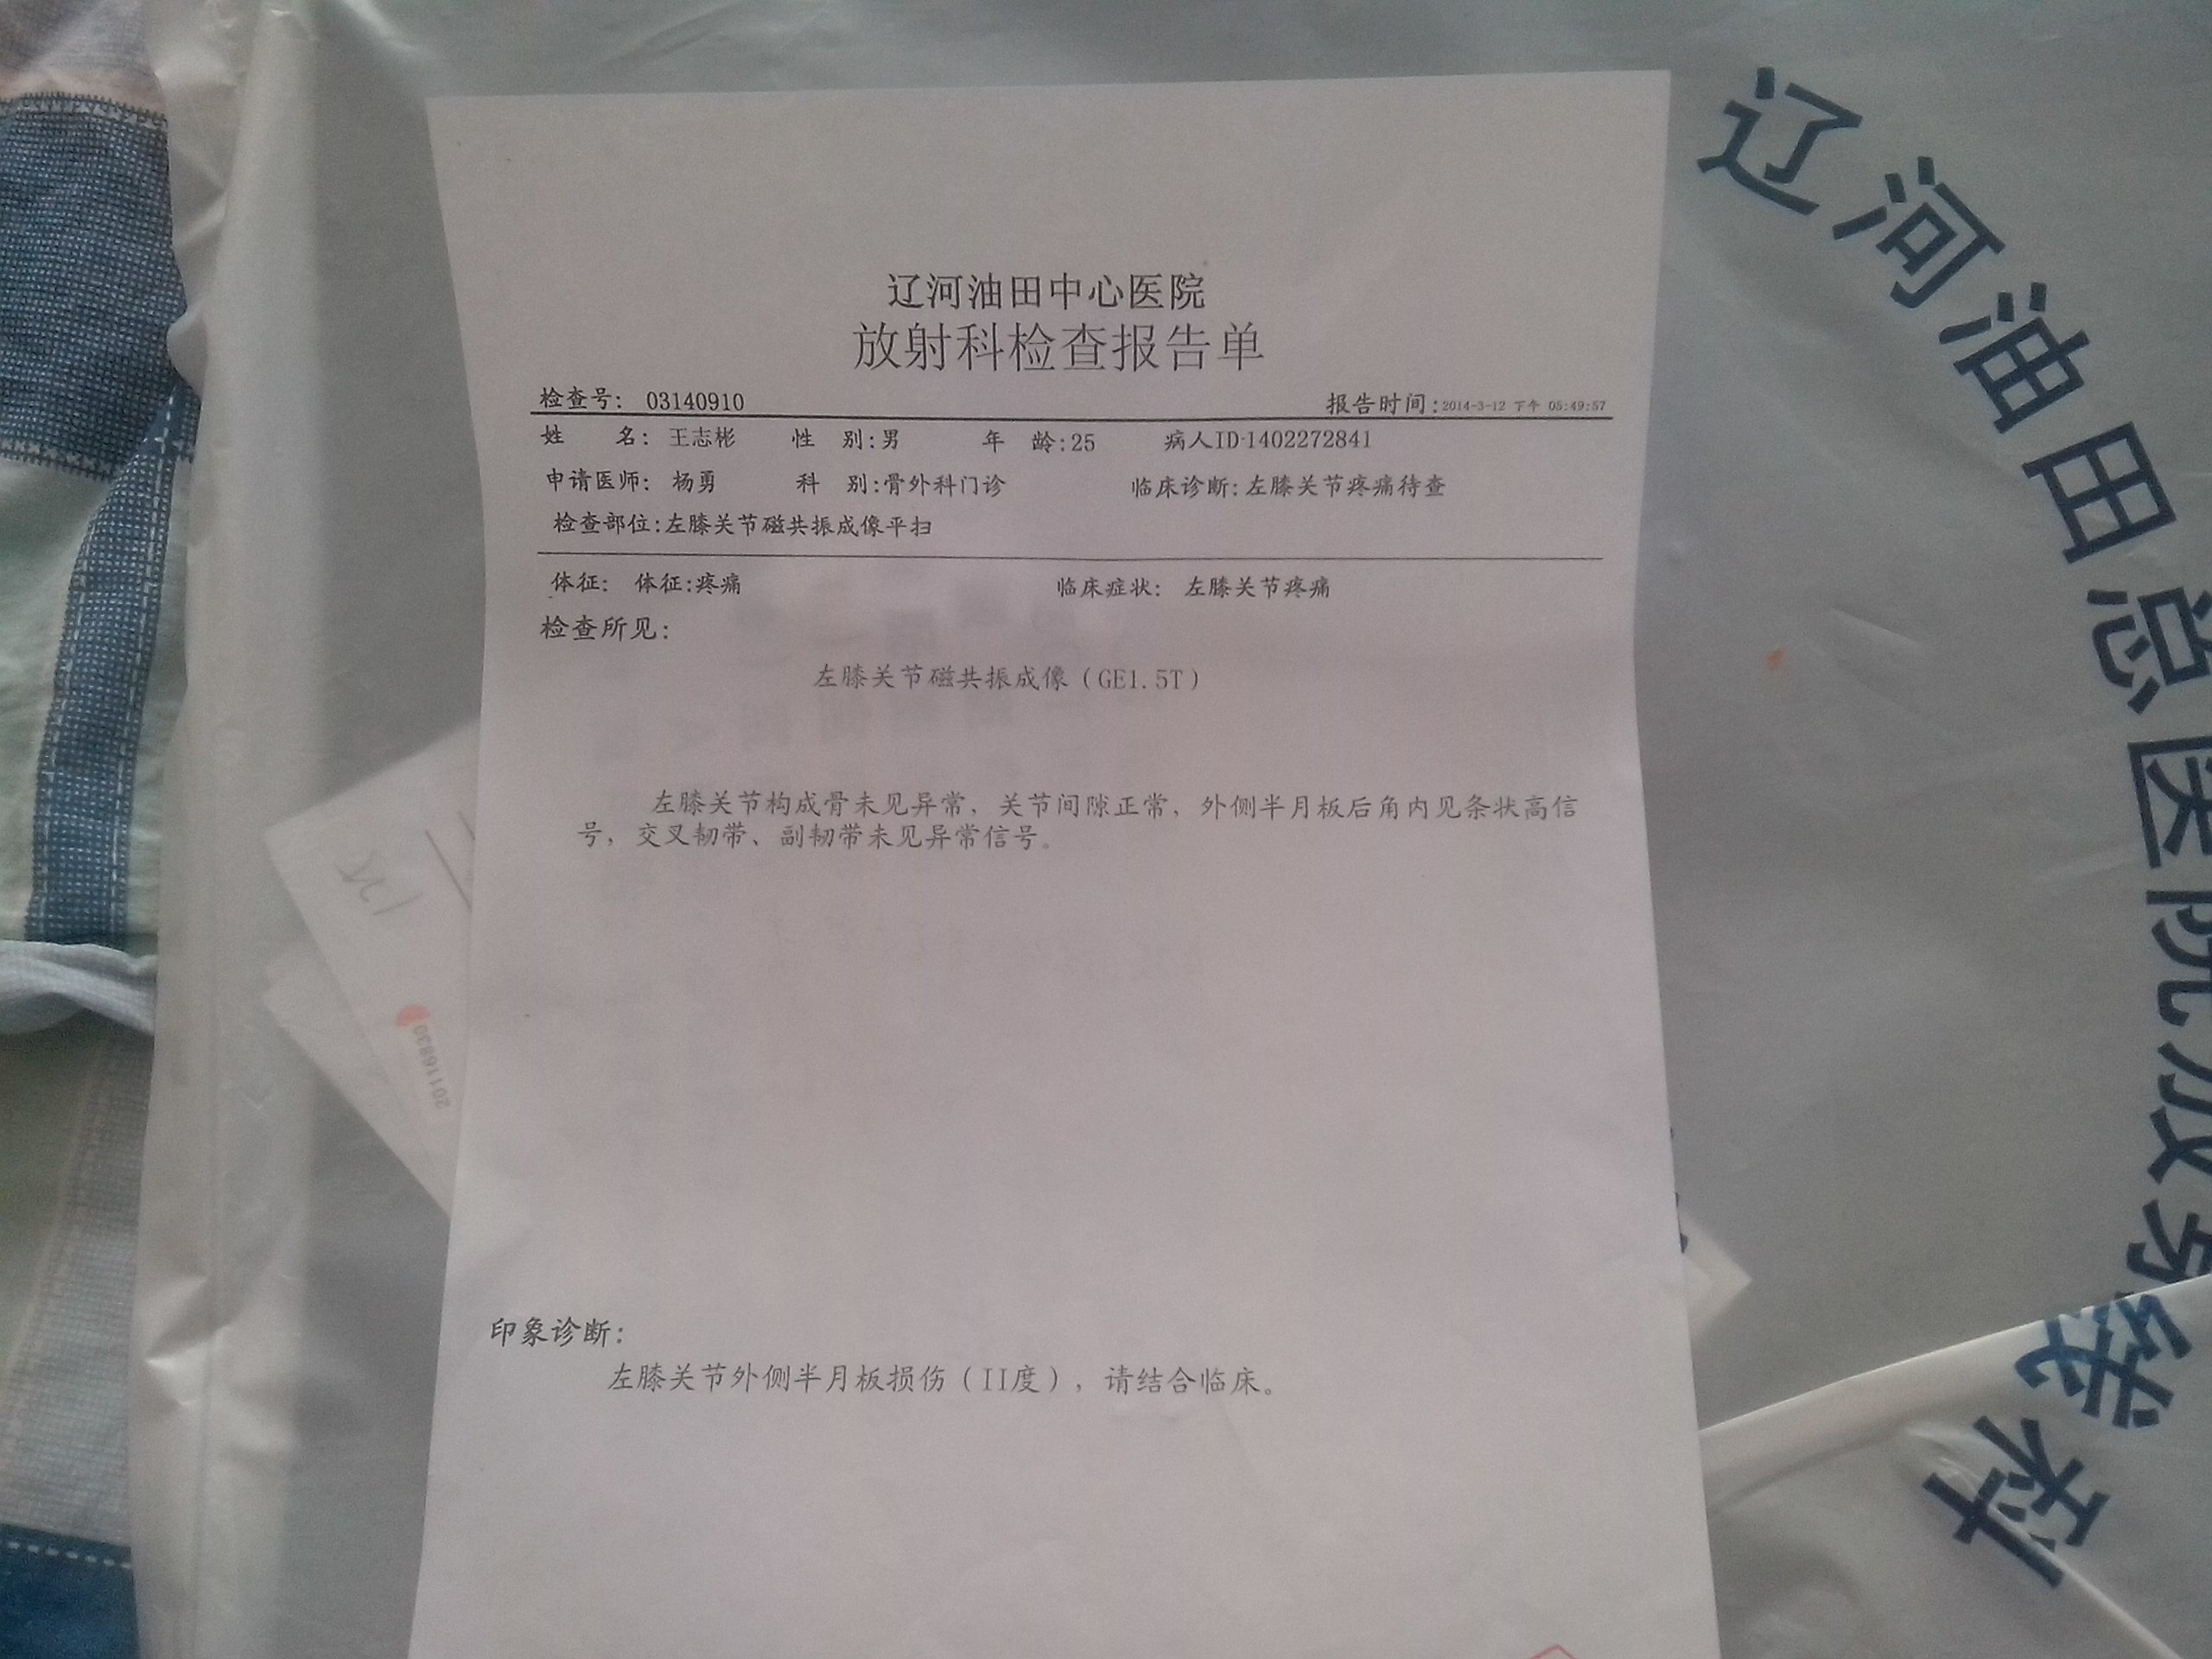 辽河油田中心医院
放射科检查报告单
检查号: 03140910 报告时间:2014-3-12 下午 05:49:57
姓 名: 王志彬 性 别:男 年 龄:25 病人ID:1402272841
申请医师: 杨勇 科 别:骨外科门诊 临床诊断:左膝关节疼痛待查
检查部位:左膝关节磁共振成像平扫
体征: 体征:疼痛 临床症状: 左膝关节疼痛
检查所见:
左膝关节磁共振成像(GE1.5T)
左膝关节构成骨未见异常, 关节间隙正常, 外侧半月板后角内见条状高信
号, 交叉韧带、副韧带未见异常信号。
印象诊断:
左膝关节外侧半月板损伤(II度), 请结合临床。
辽河油田总医院放射线科
20116830